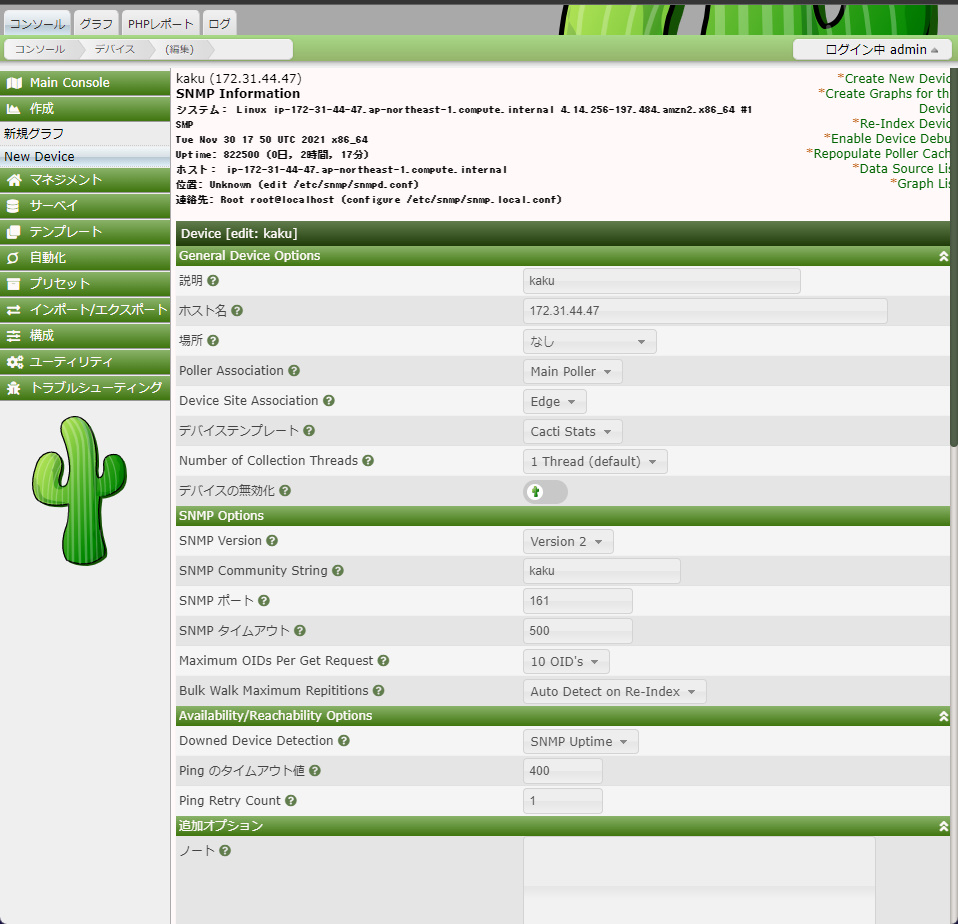 コンソール グラフ PHPレポート ログ
コンソール デバイス (編集) ログイン中 admin
Main Console
作成
新規グラフ
New Device
マネジメント
サーベイ
テンプレート
自動化
プリセット
インポート/エクスポート
構成
ユーティリティ
トラブルシューティング
kaku (172.31.44.47)
SNMP Information
システム: Linux ip-172-31-44-47.ap-northeast-1.compute.internal 4.14.256-197.484.amzn2.x86_64 #1
SMP
Tue Nov 30 17 50 UTC 2021 x86_64
Uptime: 822500 (0日, 2時間, 17分)
ホスト: ip-172-31-44-47.ap-northeast-1.compute.internal
位置: Unknown (edit /etc/snmp/snmpd.conf)
連絡先: Root root@localhost (configure /etc/snmp/snmp.local.conf)
*Create New Devic
*Create Graphs for th
Devic
*Re-Index Devic
*Enable Device Debu
*Repopulate Poller Cach
*Data Source Lis
*Graph Lis
Device [edit: kaku]
General Device Options
説明 kaku
ホスト名 172.31.44.47
場所 なし
Poller Association Main Poller
Device Site Association Edge
デバイステンプレート Cacti Stats
Number of Collection Threads 1 Thread (default)
デバイスの無効化
SNMP Options
SNMP Version Version 2
SNMP Community String kaku
SNMP ポート 161
SNMP タイムアウト 500
Maximum OIDs Per Get Request 10 OID's
Bulk Walk Maximum Repititions Auto Detect on Re-Index
Availability/Reachability Options
Downed Device Detection SNMP Uptime
Ping のタイムアウト値 400
Ping Retry Count 1
追加オプション
ノート